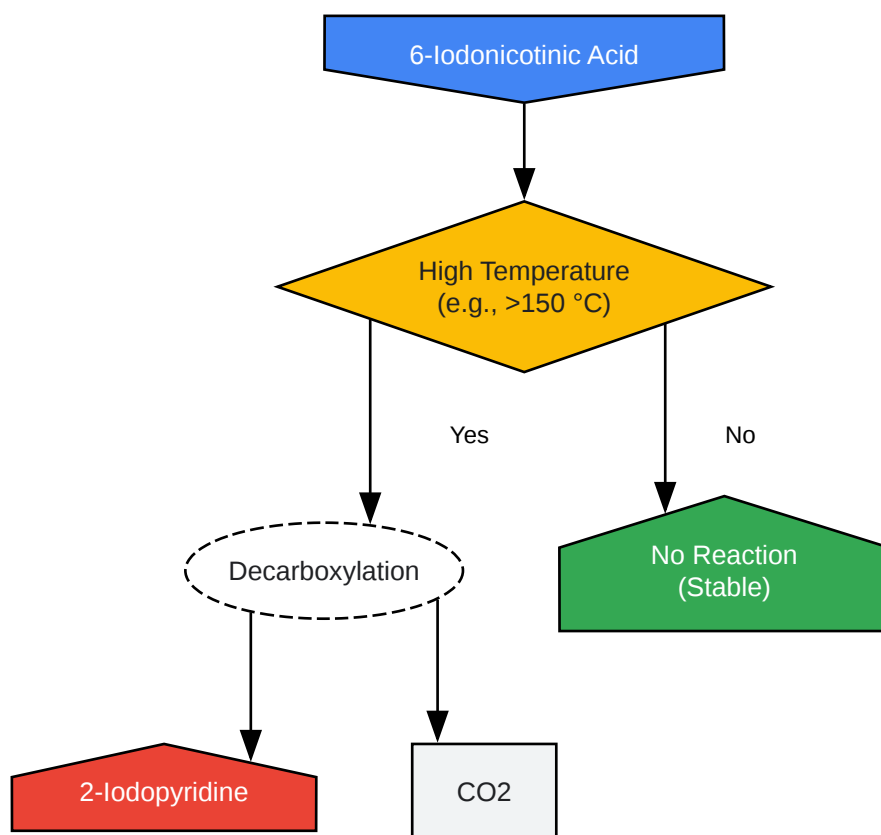 6-Iodonicotinic Acid
High Temperature
(e.g., >150 °C)
Yes
No
Decarboxylation
No Reaction
(Stable)
2-Iodopyridine
CO2